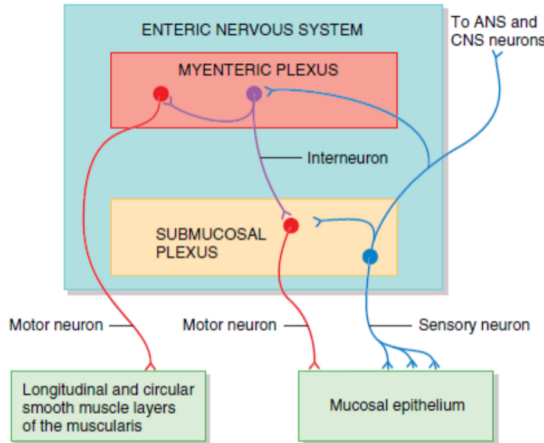 ENTERIC NERVOUS SYSTEM
To ANS and
CNS neurons
MYENTERIC PLEXUS
Interneuron
SUBMUCOSAL
PLEXUS
Motor neuron
Motor neuron
Sensory neuron
Longitudinal and circular
smooth muscle layers
of the muscularis
Mucosal epithelium